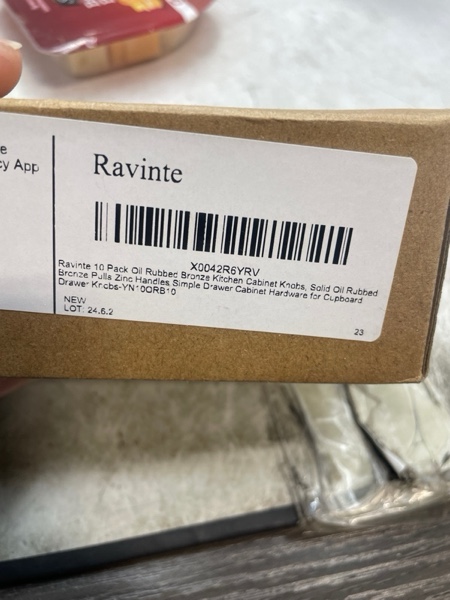 e
cy App
Ravinte
X0042R6YRV
Ravinte 10 Pack Oil Rubbed Bronze Kitchen Cabinet Knobs, Solid Oil Rubbed
Bronze Pulls Zinc Handles Simple Drawer Cabinet Hardware for Cupboard
Drawer Knobs-YN10ORB10
NEW
LOT: 24.6.2
23